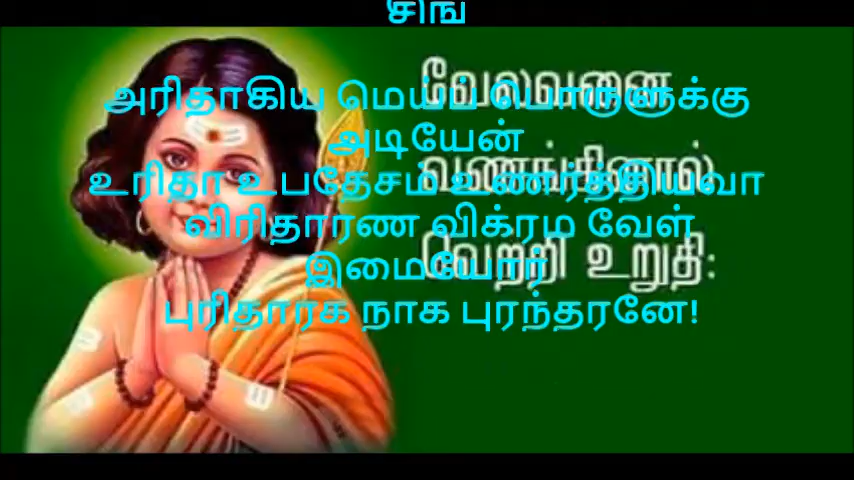 சிங்
அரிதாகிய மெய்ப் பொருளுக்கு
அடியேன்
உரிதா உபதேசம் உணர்த்தியவா
விரிதாரண விக்ரம வேள்
இமையோர்
புரிதாரக நாக புரந்தரனே!
வேலவனை
வணங்கினால்
வெற்றி உறுதி: